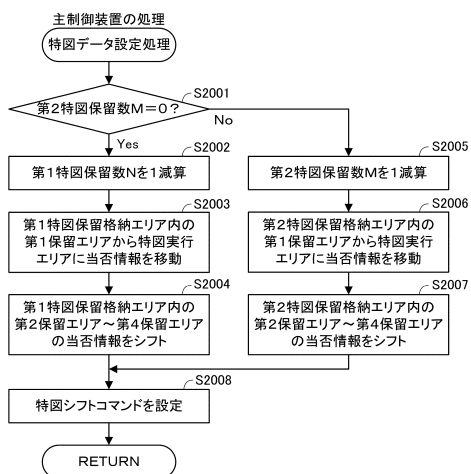 主制御装置の処理
特図データ設定処理
S2001
第2特図保留数M=0?
No
Yes
S2002
第1特図保留数Nを1減算
S2003
第1特図保留格納エリア内の
第1保留エリアから特図実行
エリアに当否情報を移動
S2004
第1特図保留格納エリア内の
第2保留エリア~第4保留エリア
の当否情報をシフト
S2005
第2特図保留数Mを1減算
S2006
第2特図保留格納エリア内の
第1保留エリアから特図実行
エリアに当否情報を移動
S2007
第2特図保留格納エリア内の
第2保留エリア~第4保留エリア
の当否情報をシフト
S2008
特図シフトコマンドを設定
RETURN